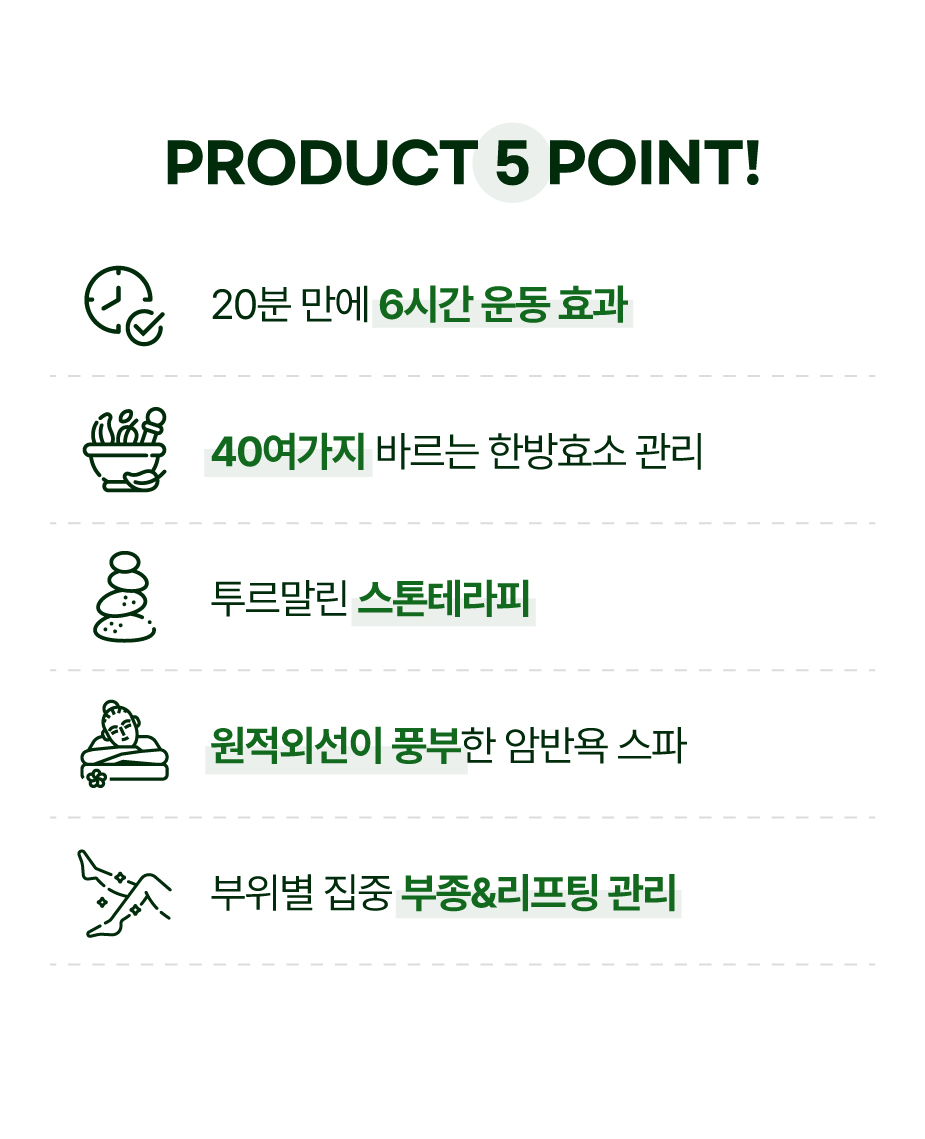 PRODUCT 5 POINT!
20분 만에 6시간 운동 효과
40여가지 바르는 한방효소 관리
투르말린 스톤테라피
원적외선이 풍부한 암반욕 스파
부위별 집중 부종&리프팅 관리